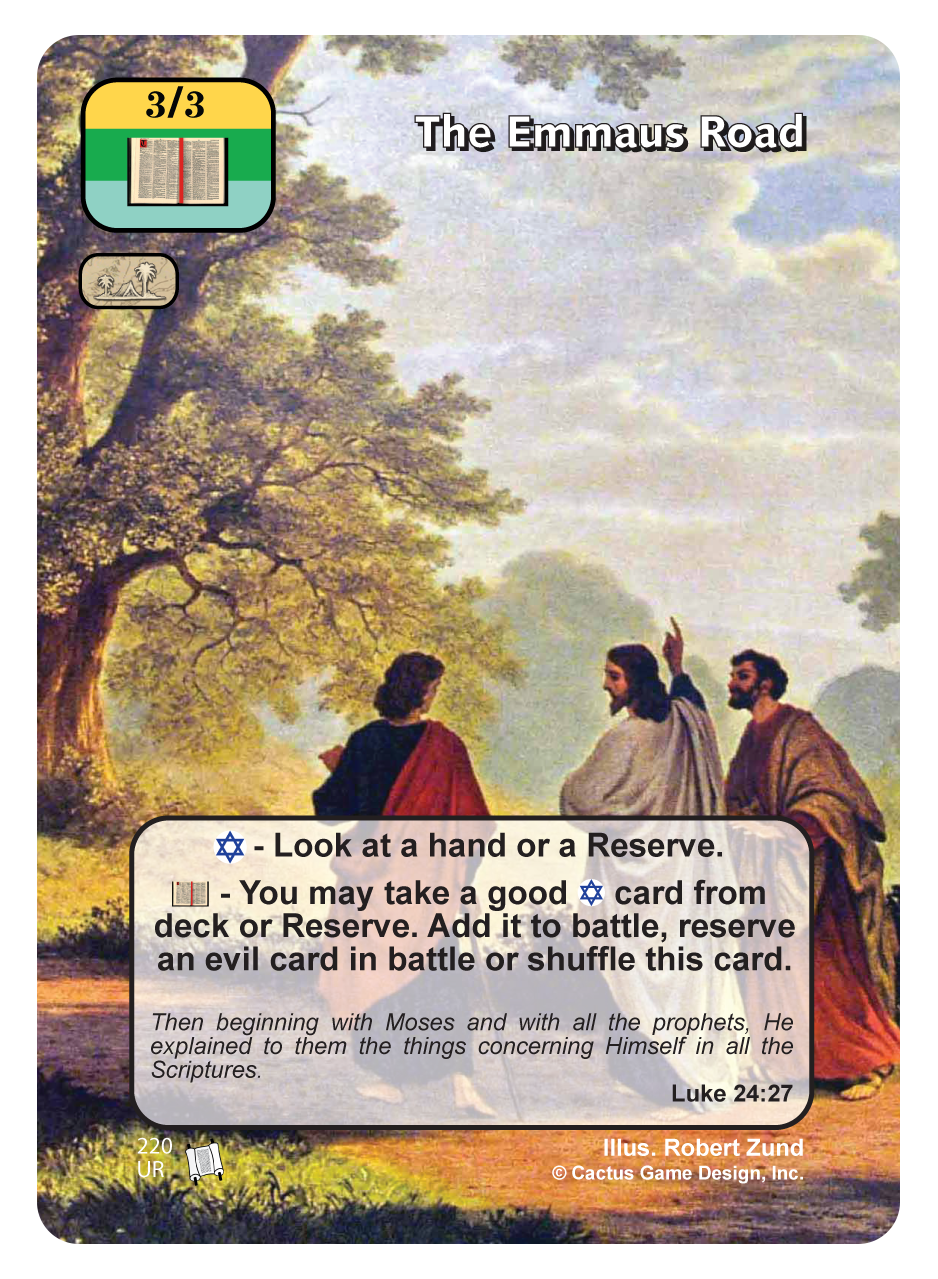 3/3
The Emmaus Road
- Look at a hand or a Reserve.
- You may take a good ✡ card from
deck or Reserve. Add it to battle, reserve
an evil card in battle or shuffle this card.
Then beginning with Moses and with all the prophets, He
explained to them the things concerning Himself in all the
Scriptures.
Luke 24:27
220
UR
Illus. Robert Zund
© Cactus Game Design, Inc.